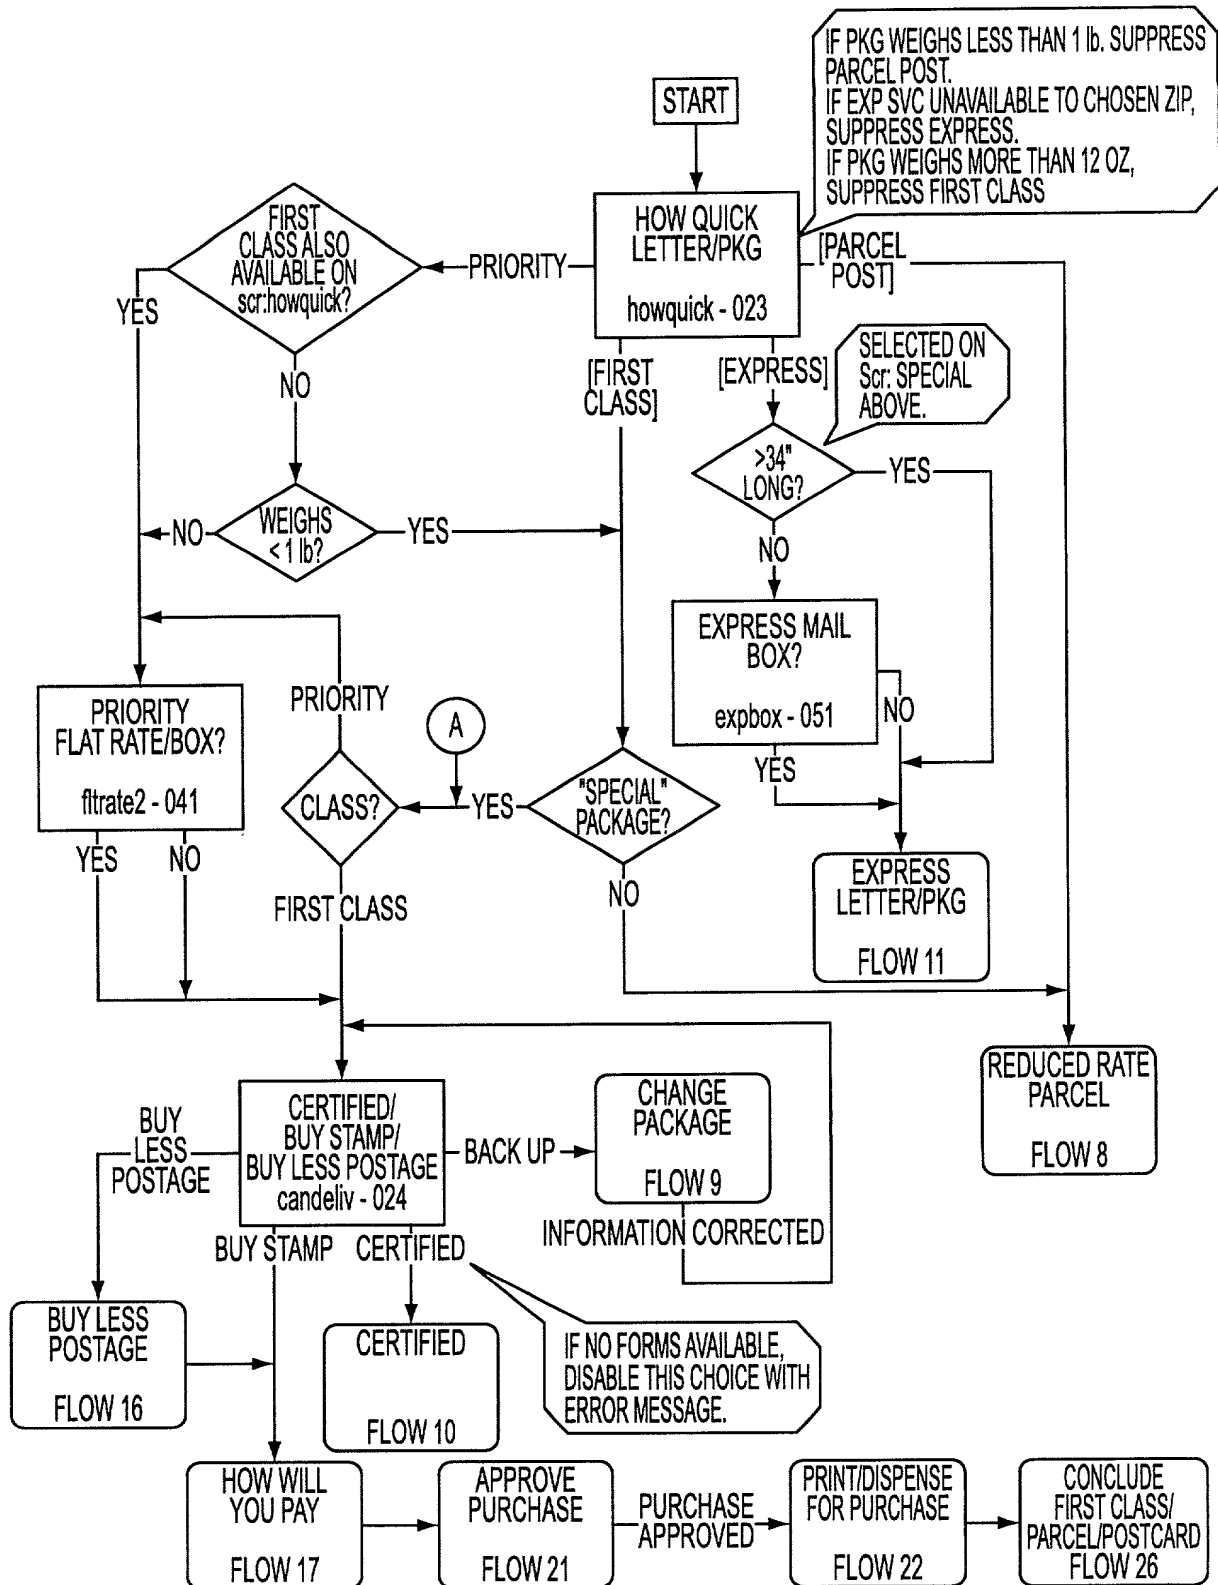 IF PKG WEIGHS LESS THAN 1 lb. SUPPRESS
PARCEL POST.
IF EXP SVC UNAVAILABLE TO CHOSEN ZIP,
SUPPRESS EXPRESS.
IF PKG WEIGHS MORE THAN 12 OZ,
SUPPRESS FIRST CLASS
START
HOW QUICK
LETTER/PKG
howquick - 023
PRIORITY
[PARCEL
POST]
FIRST
CLASS ALSO
AVAILABLE ON
scr:howquick?
YES
NO
[FIRST
CLASS]
[EXPRESS]
SELECTED ON
Scr: SPECIAL
ABOVE.
>34"
LONG?
YES
NO
WEIGHS
< 1 lb?
NO
YES
EXPRESS MAIL
BOX?
expbox - 051
NO
YES
PRIORITY
FLAT RATE/BOX?
fltrate2 - 041
YES
NO
PRIORITY
A
CLASS?
YES
"SPECIAL"
PACKAGE?
NO
FIRST CLASS
EXPRESS
LETTER/PKG
FLOW 11
REDUCED RATE
PARCEL
FLOW 8
CERTIFIED/
BUY STAMP/
BUY LESS POSTAGE
candeliv - 024
BUY
LESS
POSTAGE
BACK UP
CHANGE
PACKAGE
FLOW 9
INFORMATION CORRECTED
BUY STAMP
CERTIFIED
BUY LESS
POSTAGE
FLOW 16
CERTIFIED
FLOW 10
IF NO FORMS AVAILABLE,
DISABLE THIS CHOICE WITH
ERROR MESSAGE.
HOW WILL
YOU PAY
FLOW 17
APPROVE
PURCHASE
FLOW 21
PURCHASE
APPROVED
PRINT/DISPENSE
FOR PURCHASE
FLOW 22
CONCLUDE
FIRST CLASS/
PARCEL/POSTCARD
FLOW 26